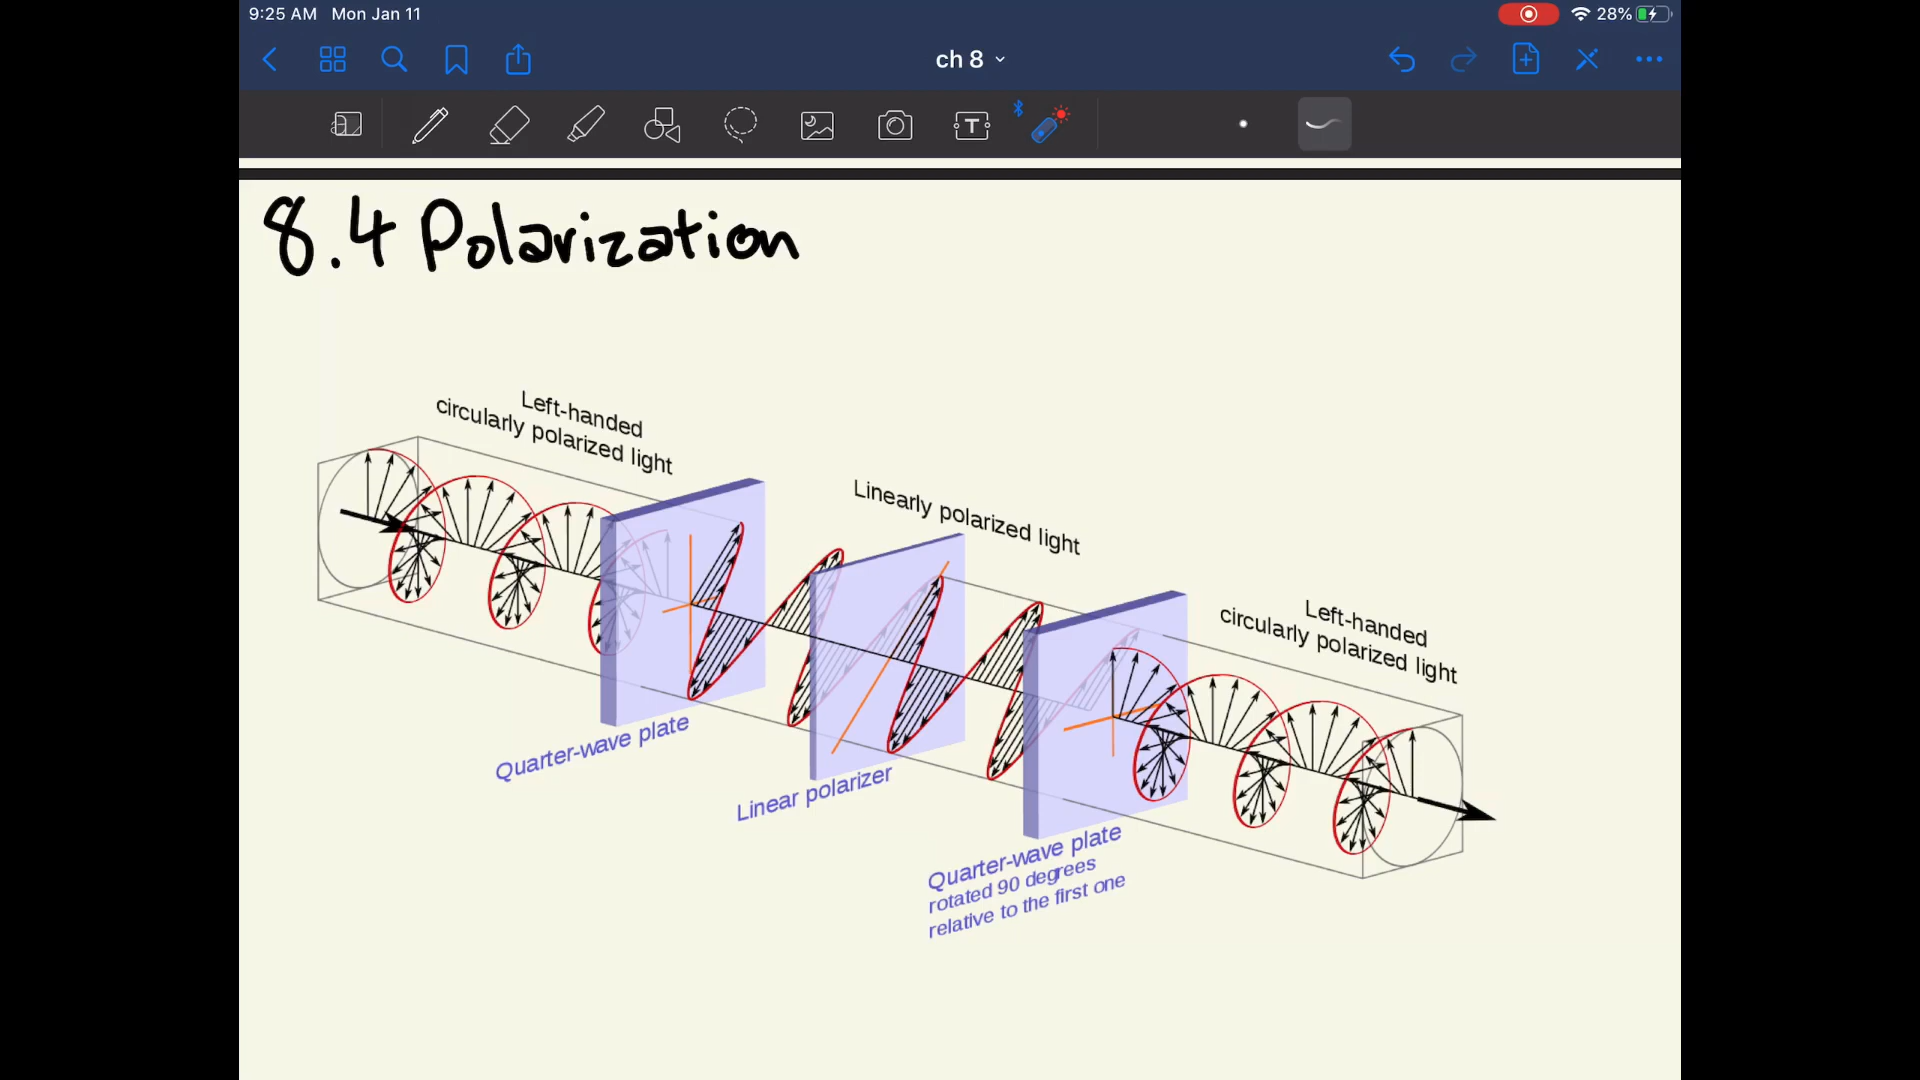 9:25 AM Mon Jan 11
28%
ch 8
T
8.4 Polarization
Left-handed
circularly polarized light
Linearly polarized light
Left-handed
circularly polarized light
Quarter-wave plate
Linear polarizer
Quarter-wave plate
rotated 90 degrees
relative to the first one